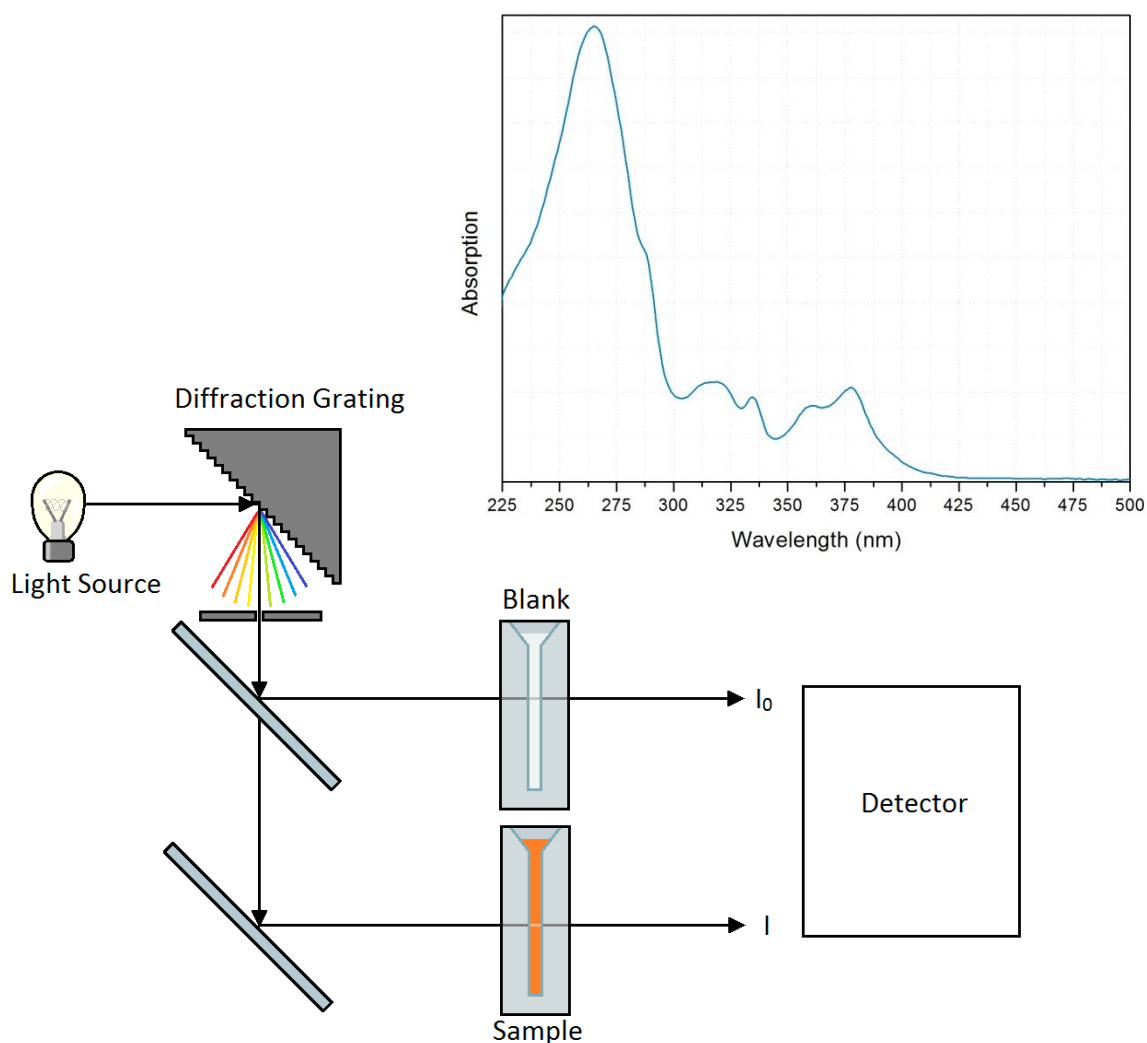 Absorption
225 250 275 300 325 350 375 400 425 450 475 500
Wavelength (nm)
Diffraction Grating
Light Source
Blank
I₀
Detector
I
Sample